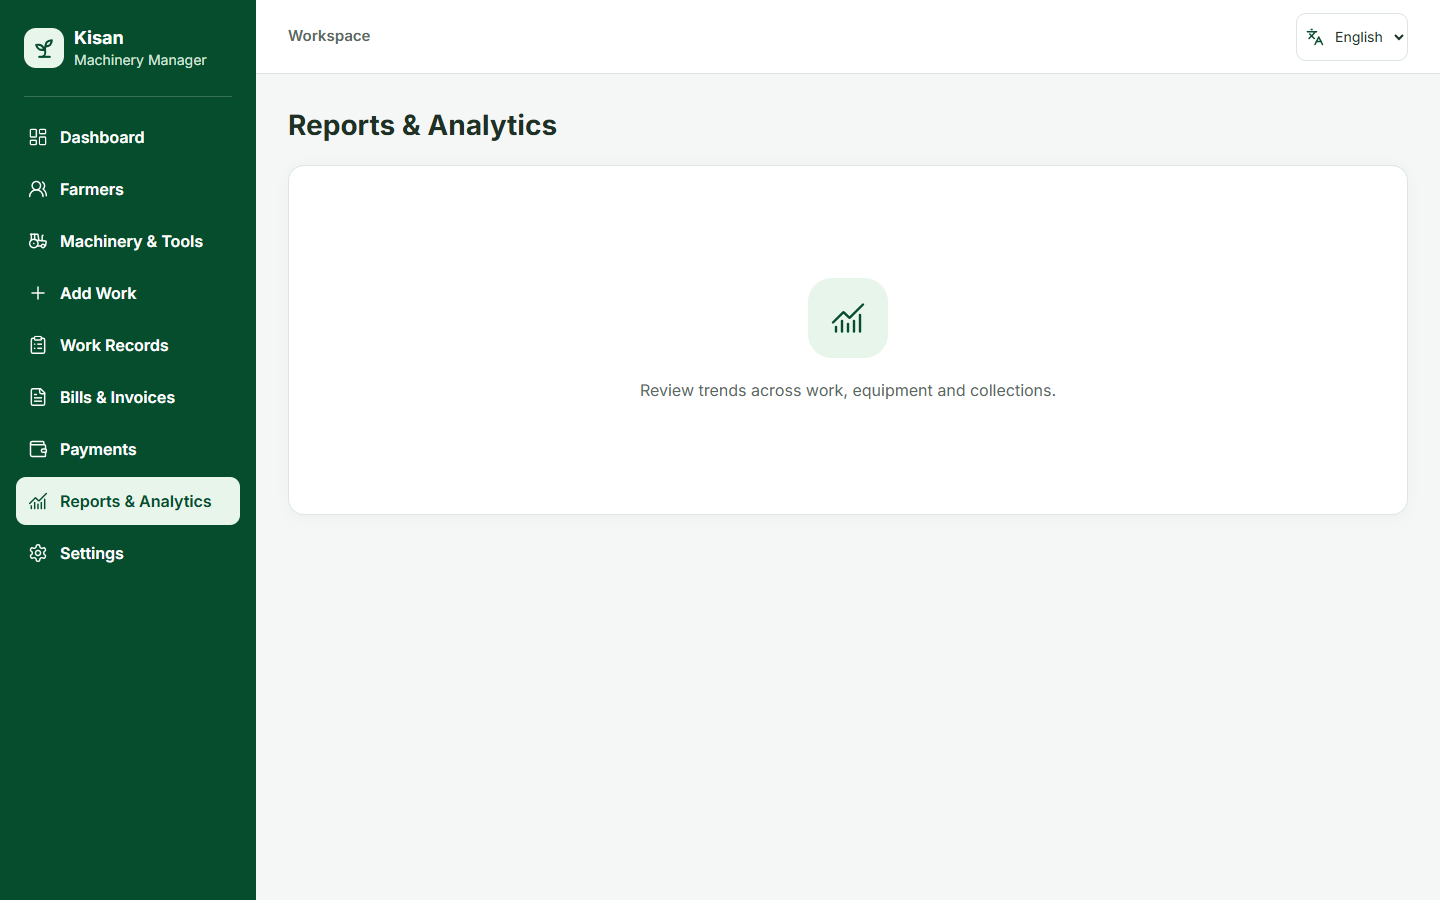 Kisan
Machinery Manager
Dashboard
Farmers
Machinery & Tools
Add Work
Work Records
Bills & Invoices
Payments
Reports & Analytics
Settings
Workspace
English
Reports & Analytics
Review trends across work, equipment and collections.